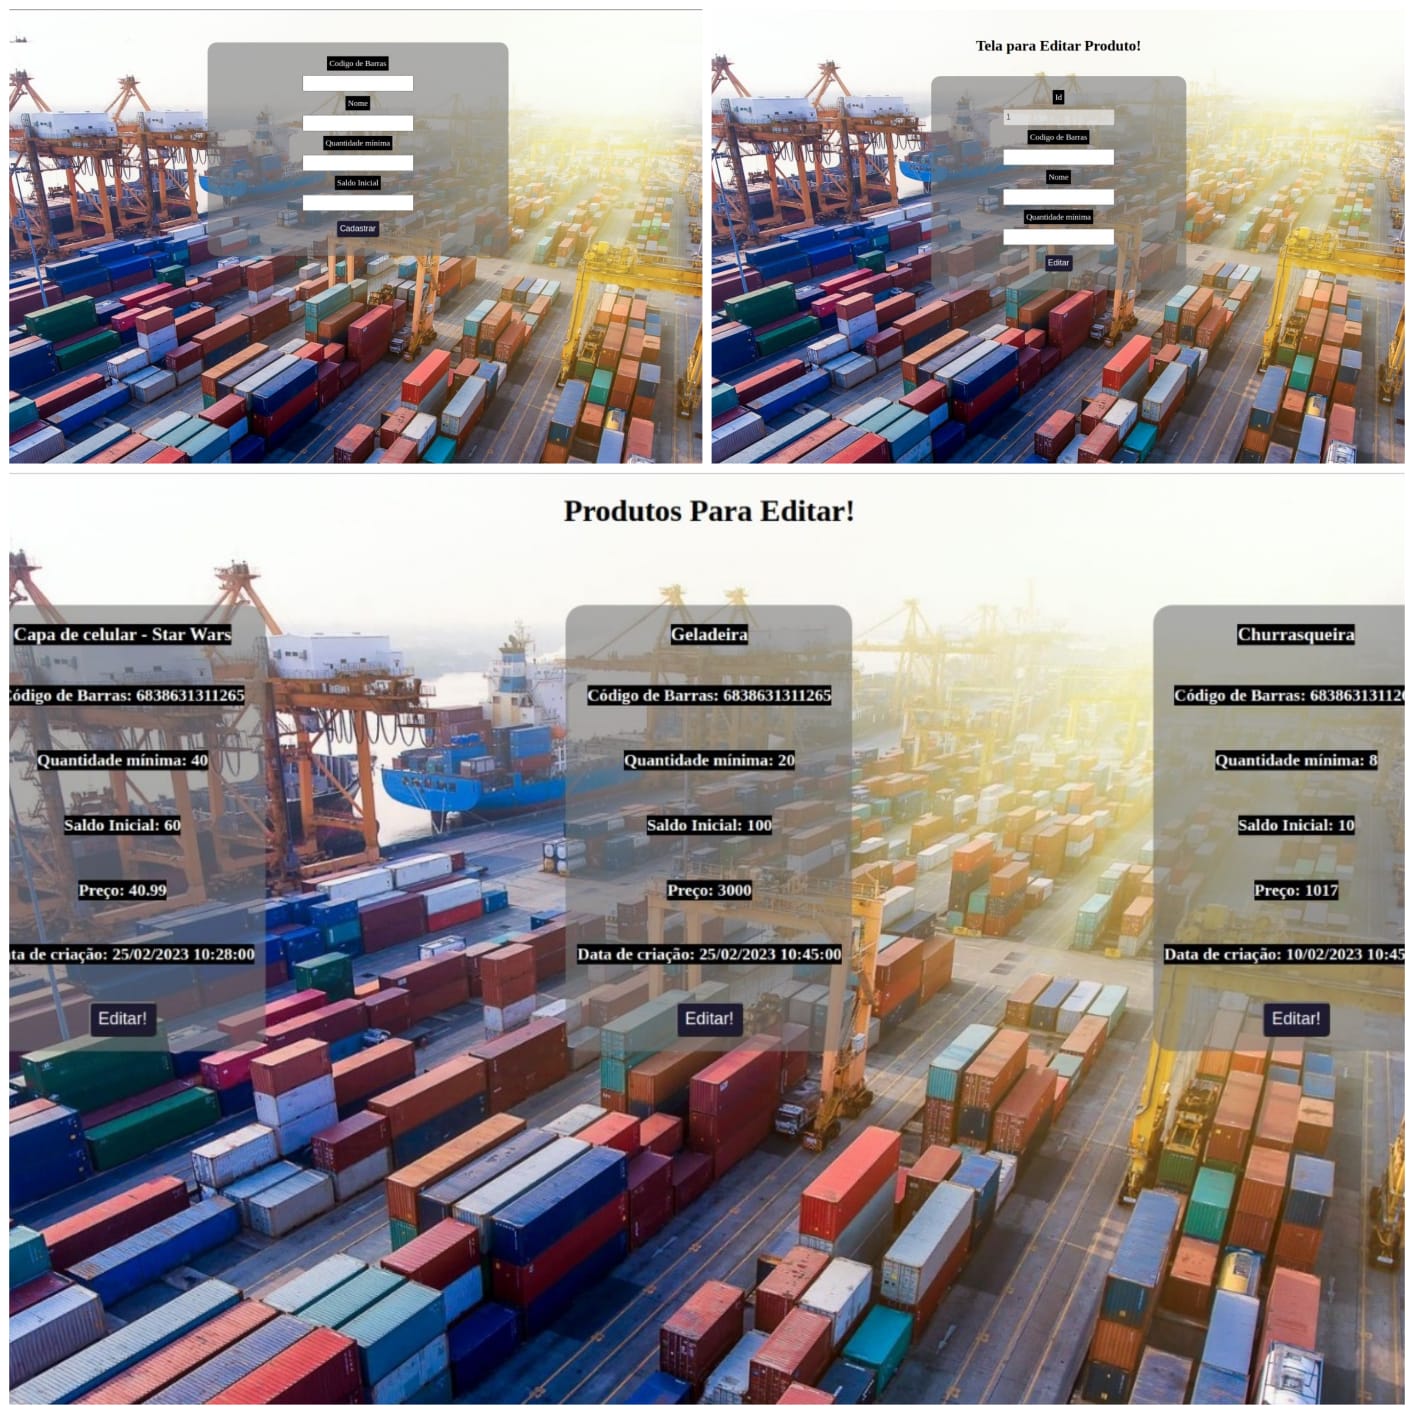 Codigo de Barras
Nome
Quantidade mínima
Saldo Inicial
Cadastrar
Tela para Editar Produto!
Id
1
Codigo de Barras
Nome
Quantidade mínima
Editar
Produtos Para Editar!
Capa de celular - Star Wars
Código de Barras: 6838631311265
Quantidade mínima: 40
Saldo Inicial: 60
Preço: 40.99
ta de criação: 25/02/2023 10:28:00
Editar!
Geladeira
Código de Barras: 6838631311265
Quantidade mínima: 20
Saldo Inicial: 100
Preço: 3000
Data de criação: 25/02/2023 10:45:00
Editar!
Churrasqueira
Código de Barras: 683863131126
Quantidade mínima: 8
Saldo Inicial: 10
Preço: 1017
Data de criação: 10/02/2023 10:45
Editar!